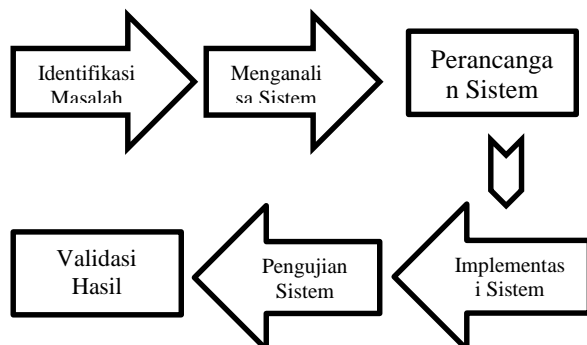 Identifikasi
Masalah
Menganali
sa Sistem
Perancanga
n Sistem
Implementas
i Sistem
Pengujian
Sistem
Validasi
Hasil